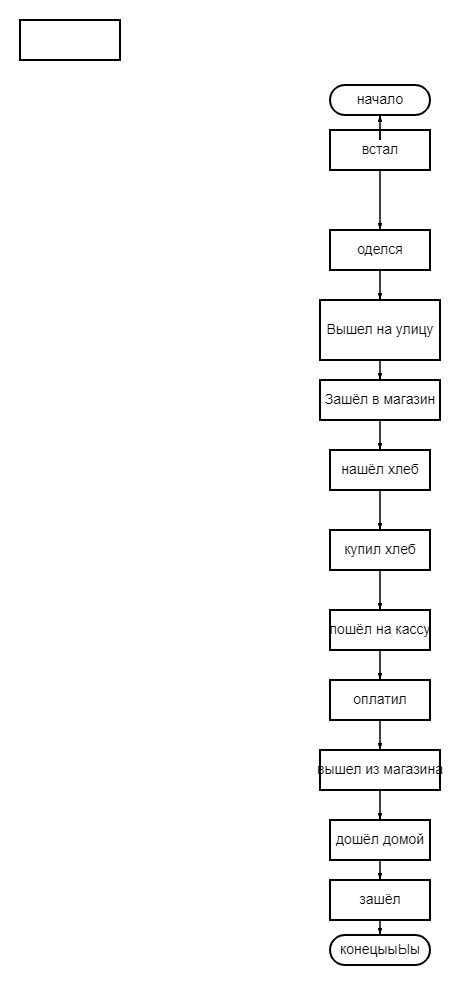 начало
встал
оделся
Вышел на улицу
Зашёл в магазин
нашёл хлеб
купил хлеб
пошёл на кассу
оплатил
вышел из магазина
дошёл домой
зашёл
конецыыЫы